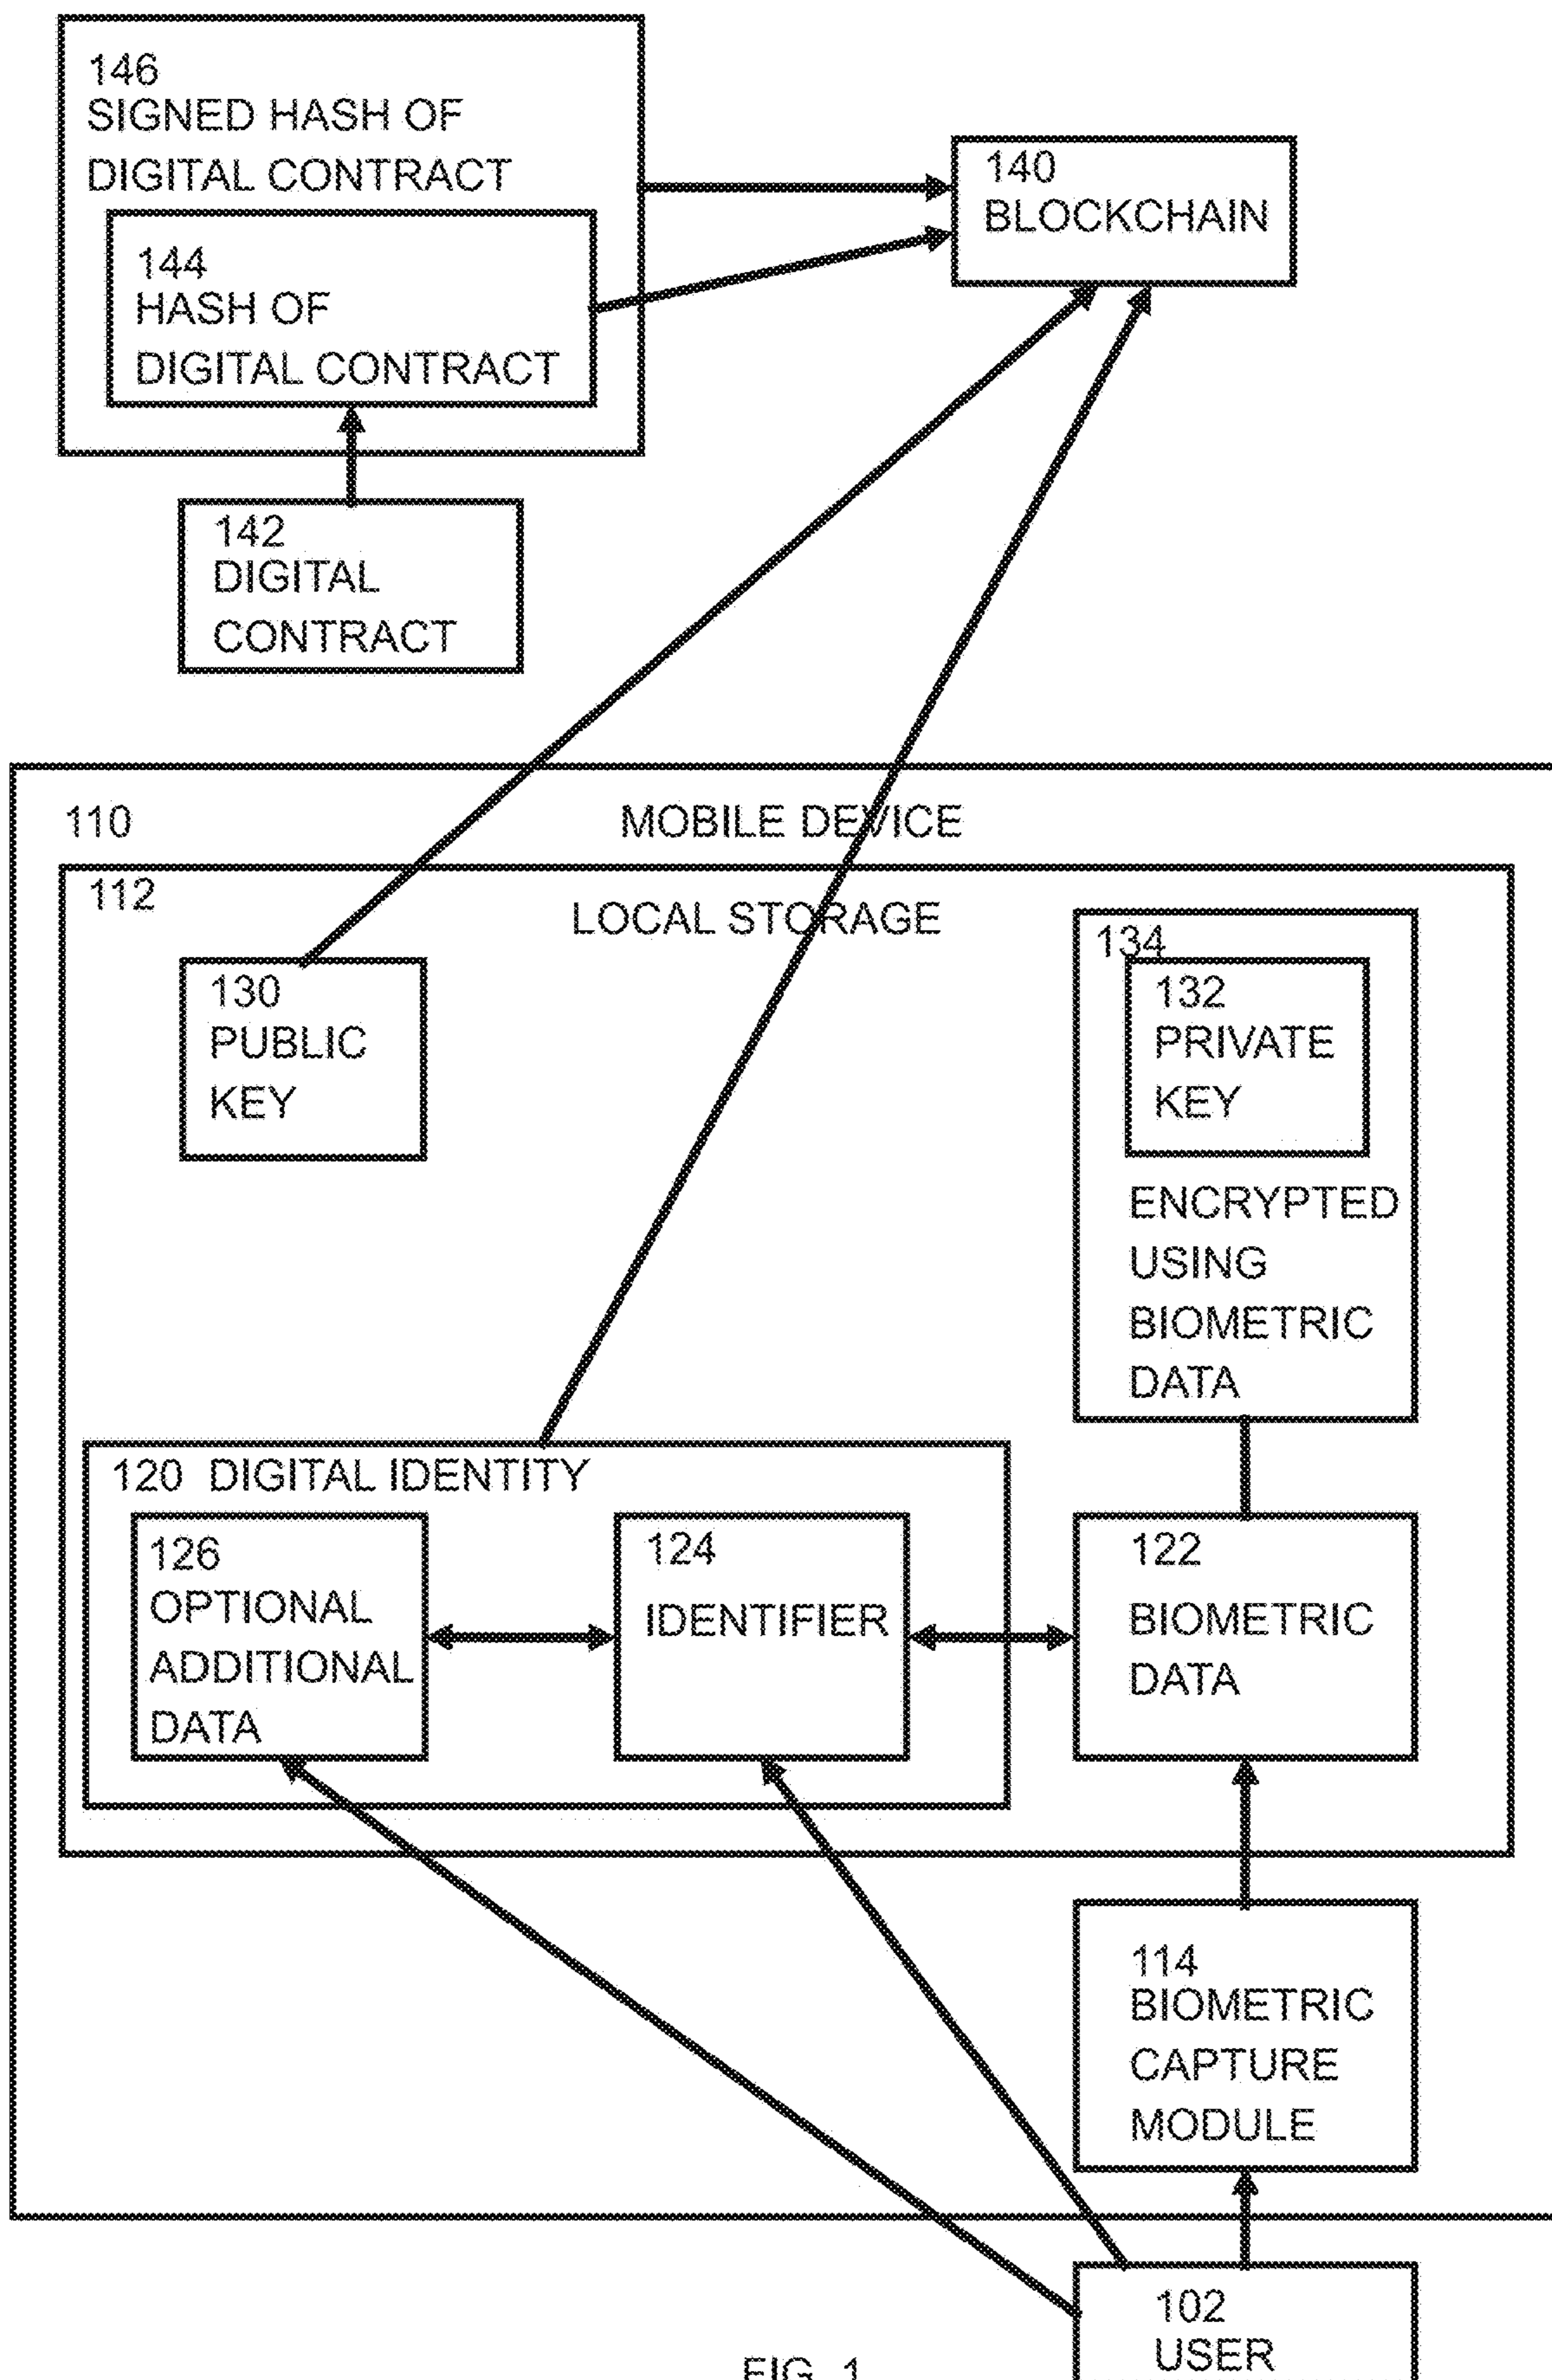 146
SIGNED HASH OF
DIGITAL CONTRACT
144
HASH OF
DIGITAL CONTRACT
140
BLOCKCHAIN
142
DIGITAL
CONTRACT
110
MOBILE DEVICE
112
LOCAL STORAGE
130
PUBLIC
KEY
134
132
PRIVATE
KEY
ENCRYPTED
USING
BIOMETRIC
DATA
120 DIGITAL IDENTITY
126
OPTIONAL
ADDITIONAL
DATA
124
IDENTIFIER
122
BIOMETRIC
DATA
114
BIOMETRIC
CAPTURE
MODULE
102
USER
FIG. 1